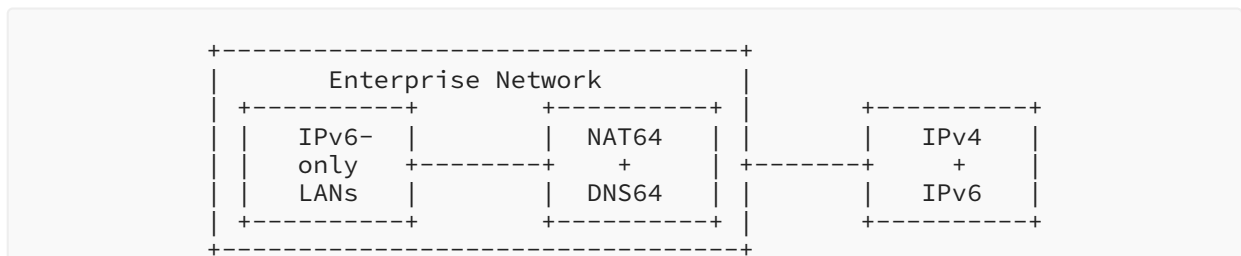 +---------------------------------+
|       Enterprise Network        |
| +----------+        +----------+ |       +----------+
| |   IPv6-  |        |  NAT64   | |       |   IPv4   |
| |   only   +--------+    +     | +-------+    +     |
| |   LANs   |        |  DNS64   | |       |   IPv6   |
| +----------+        +----------+ |       +----------+
+---------------------------------+